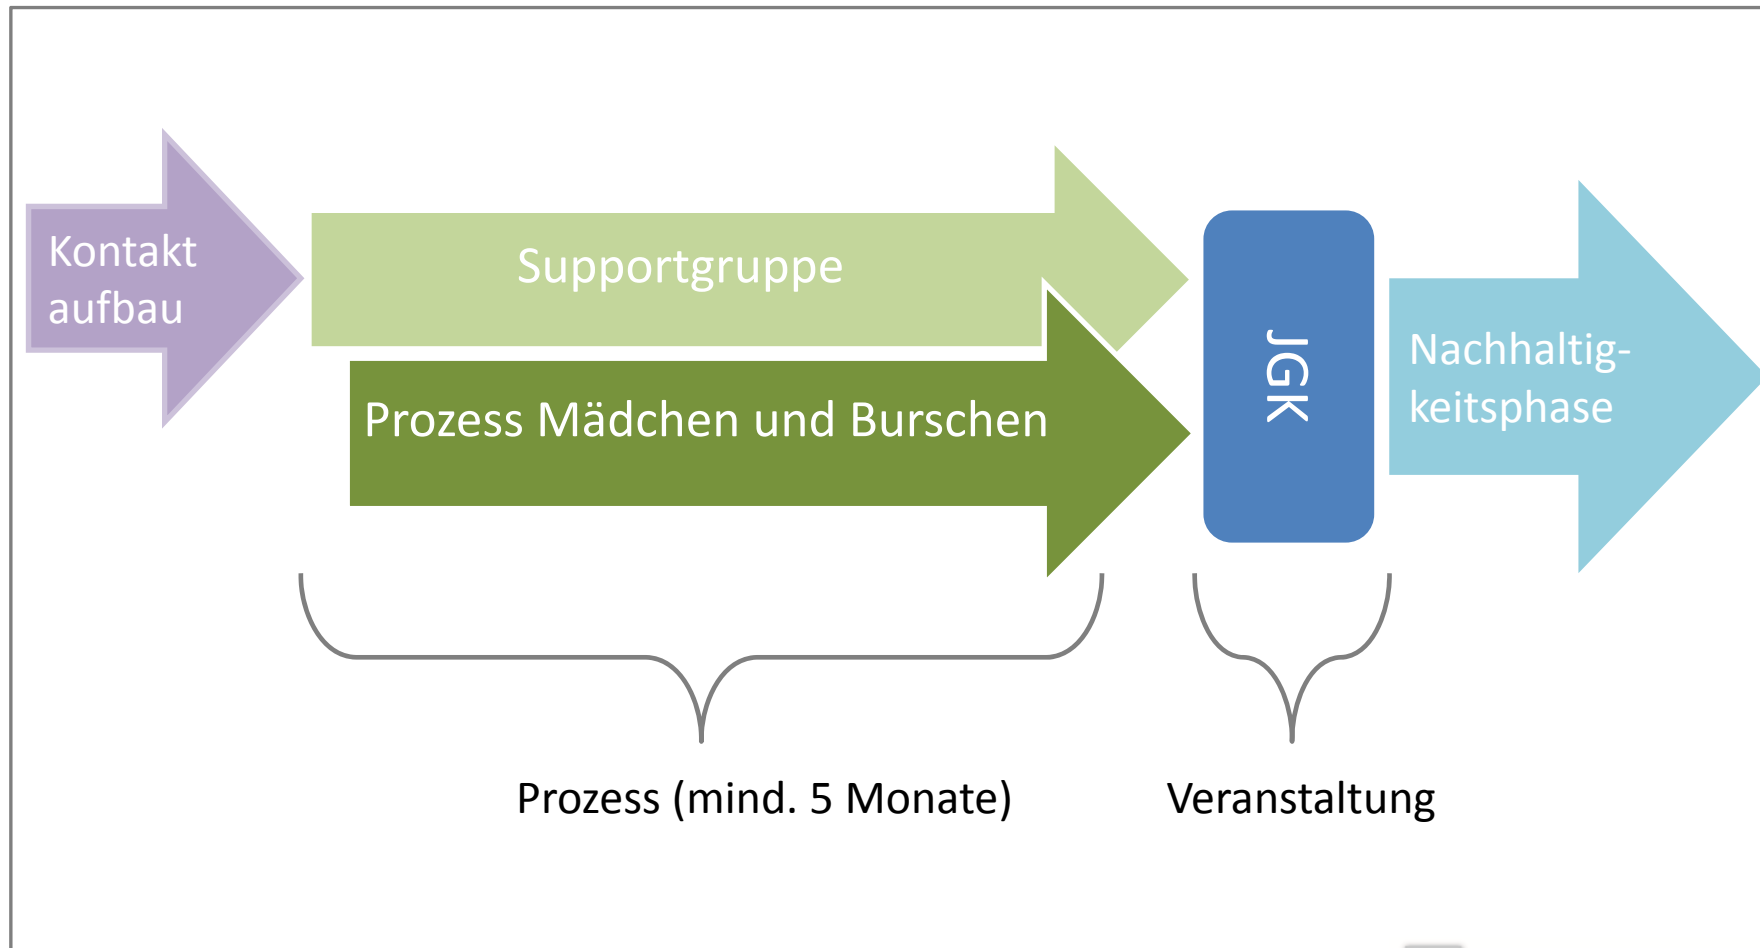 Kontakt
aufbau
Supportgruppe
Prozess Mädchen und Burschen
JGK
Nachhaltig-
keitsphase
Prozess (mind. 5 Monate)
Veranstaltung